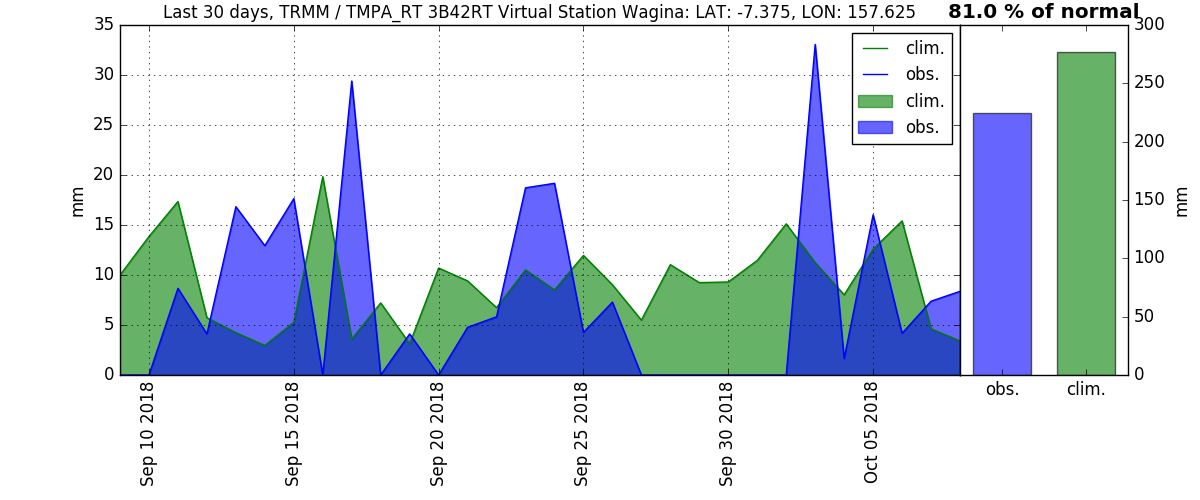 Last 30 days, TRMM / TMPA_RT 3B42RT Virtual Station Wagina: LAT: -7.375, LON: 157.625
81.0 % of normal
35
30
25
20
15
10
5
0
mm
clim.
obs.
clim.
obs.
Sep 10 2018
Sep 15 2018
Sep 20 2018
Sep 25 2018
Sep 30 2018
Oct 05 2018
300
250
200
150
100
50
0
mm
obs.
clim.